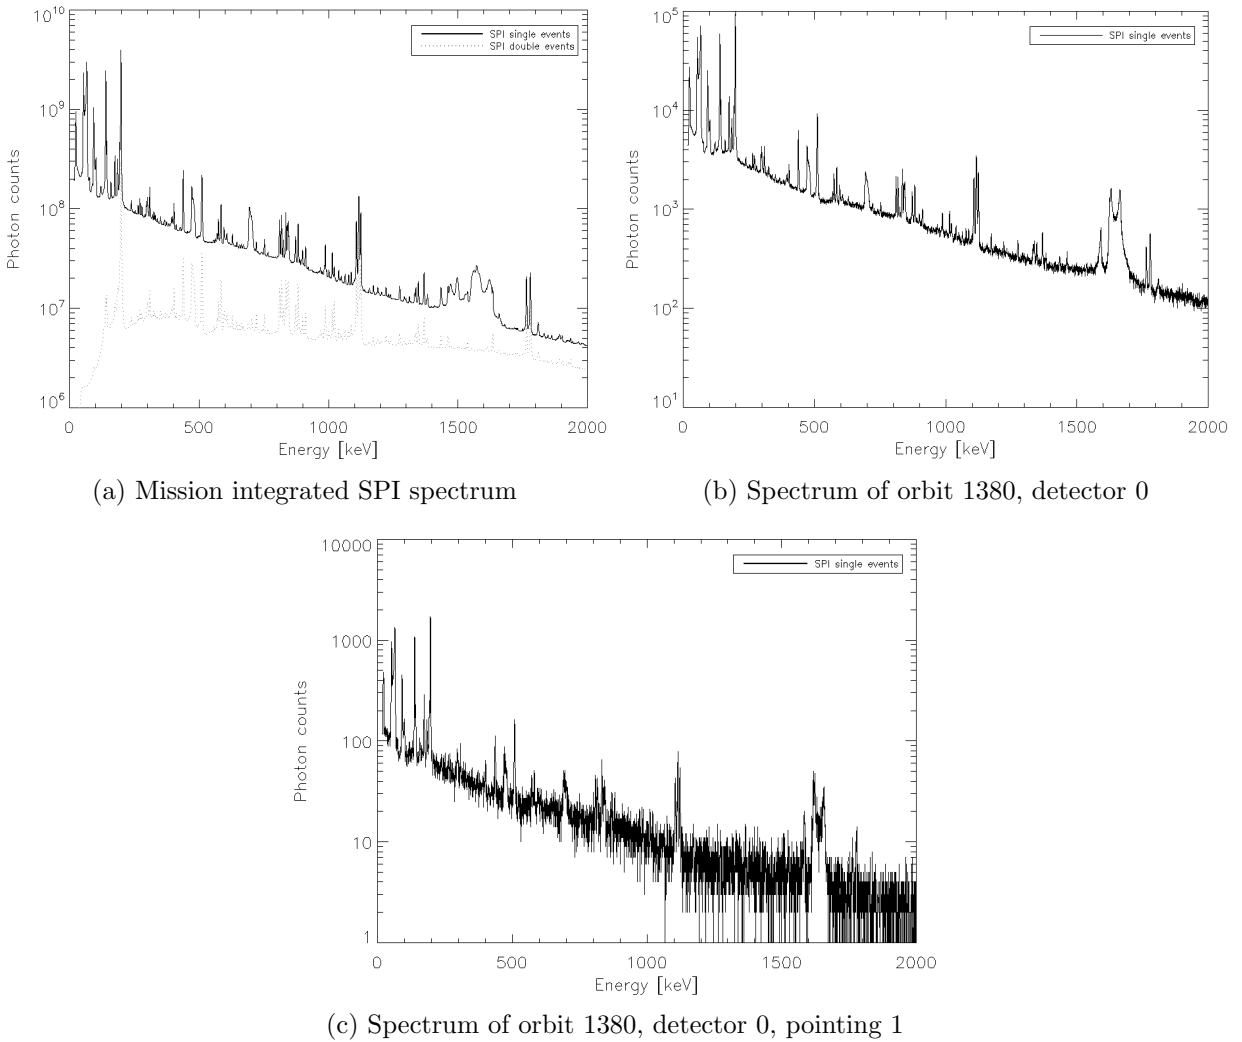 10^10
10^9
10^8
10^7
10^6
Photon counts
SPI single events
SPI double events
0 500 1000 1500 2000
Energy [keV]
(a) Mission integrated SPI spectrum
10^5
10^4
10^3
10^2
10^1
Photon counts
SPI single events
0 500 1000 1500 2000
Energy [keV]
(b) Spectrum of orbit 1380, detector 0
10000
1000
100
10
1
Photon counts
SPI single events
0 500 1000 1500 2000
Energy [keV]
(c) Spectrum of orbit 1380, detector 0, pointing 1